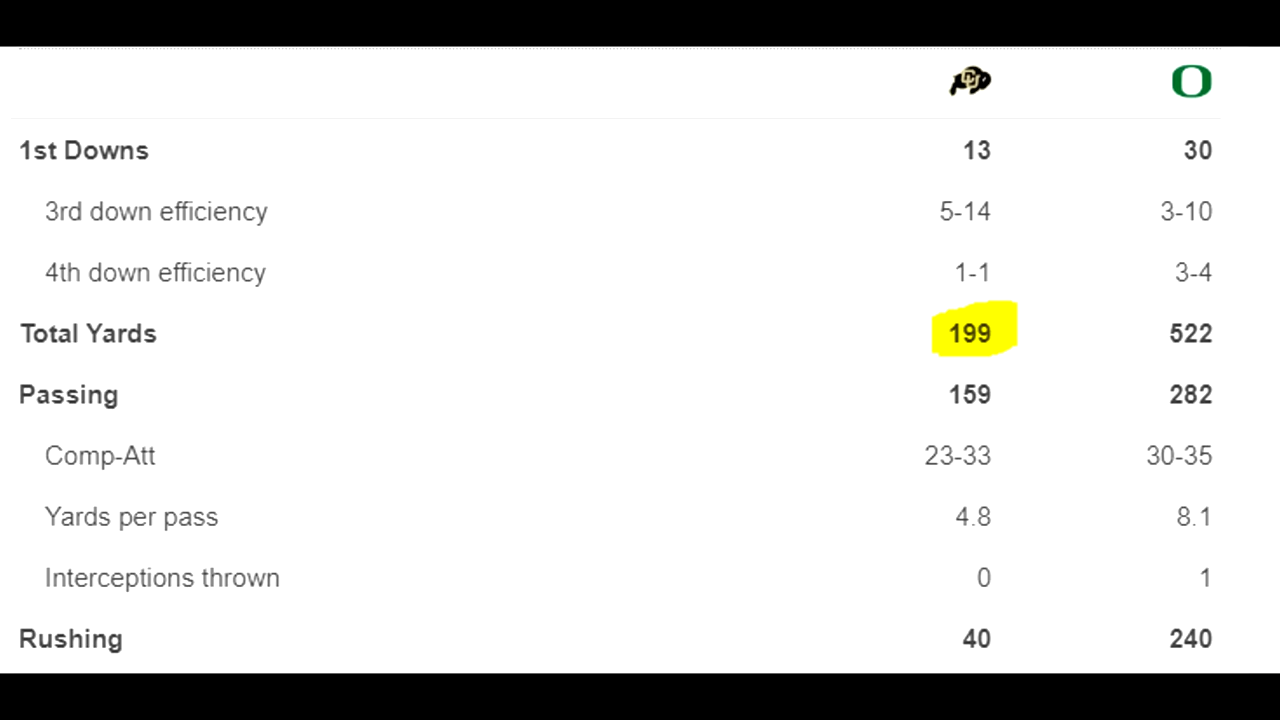 CU O
1st Downs 13 30
3rd down efficiency 5-14 3-10
4th down efficiency 1-1 3-4
Total Yards 199 522
Passing 159 282
Comp-Att 23-33 30-35
Yards per pass 4.8 8.1
Interceptions thrown 0 1
Rushing 40 240